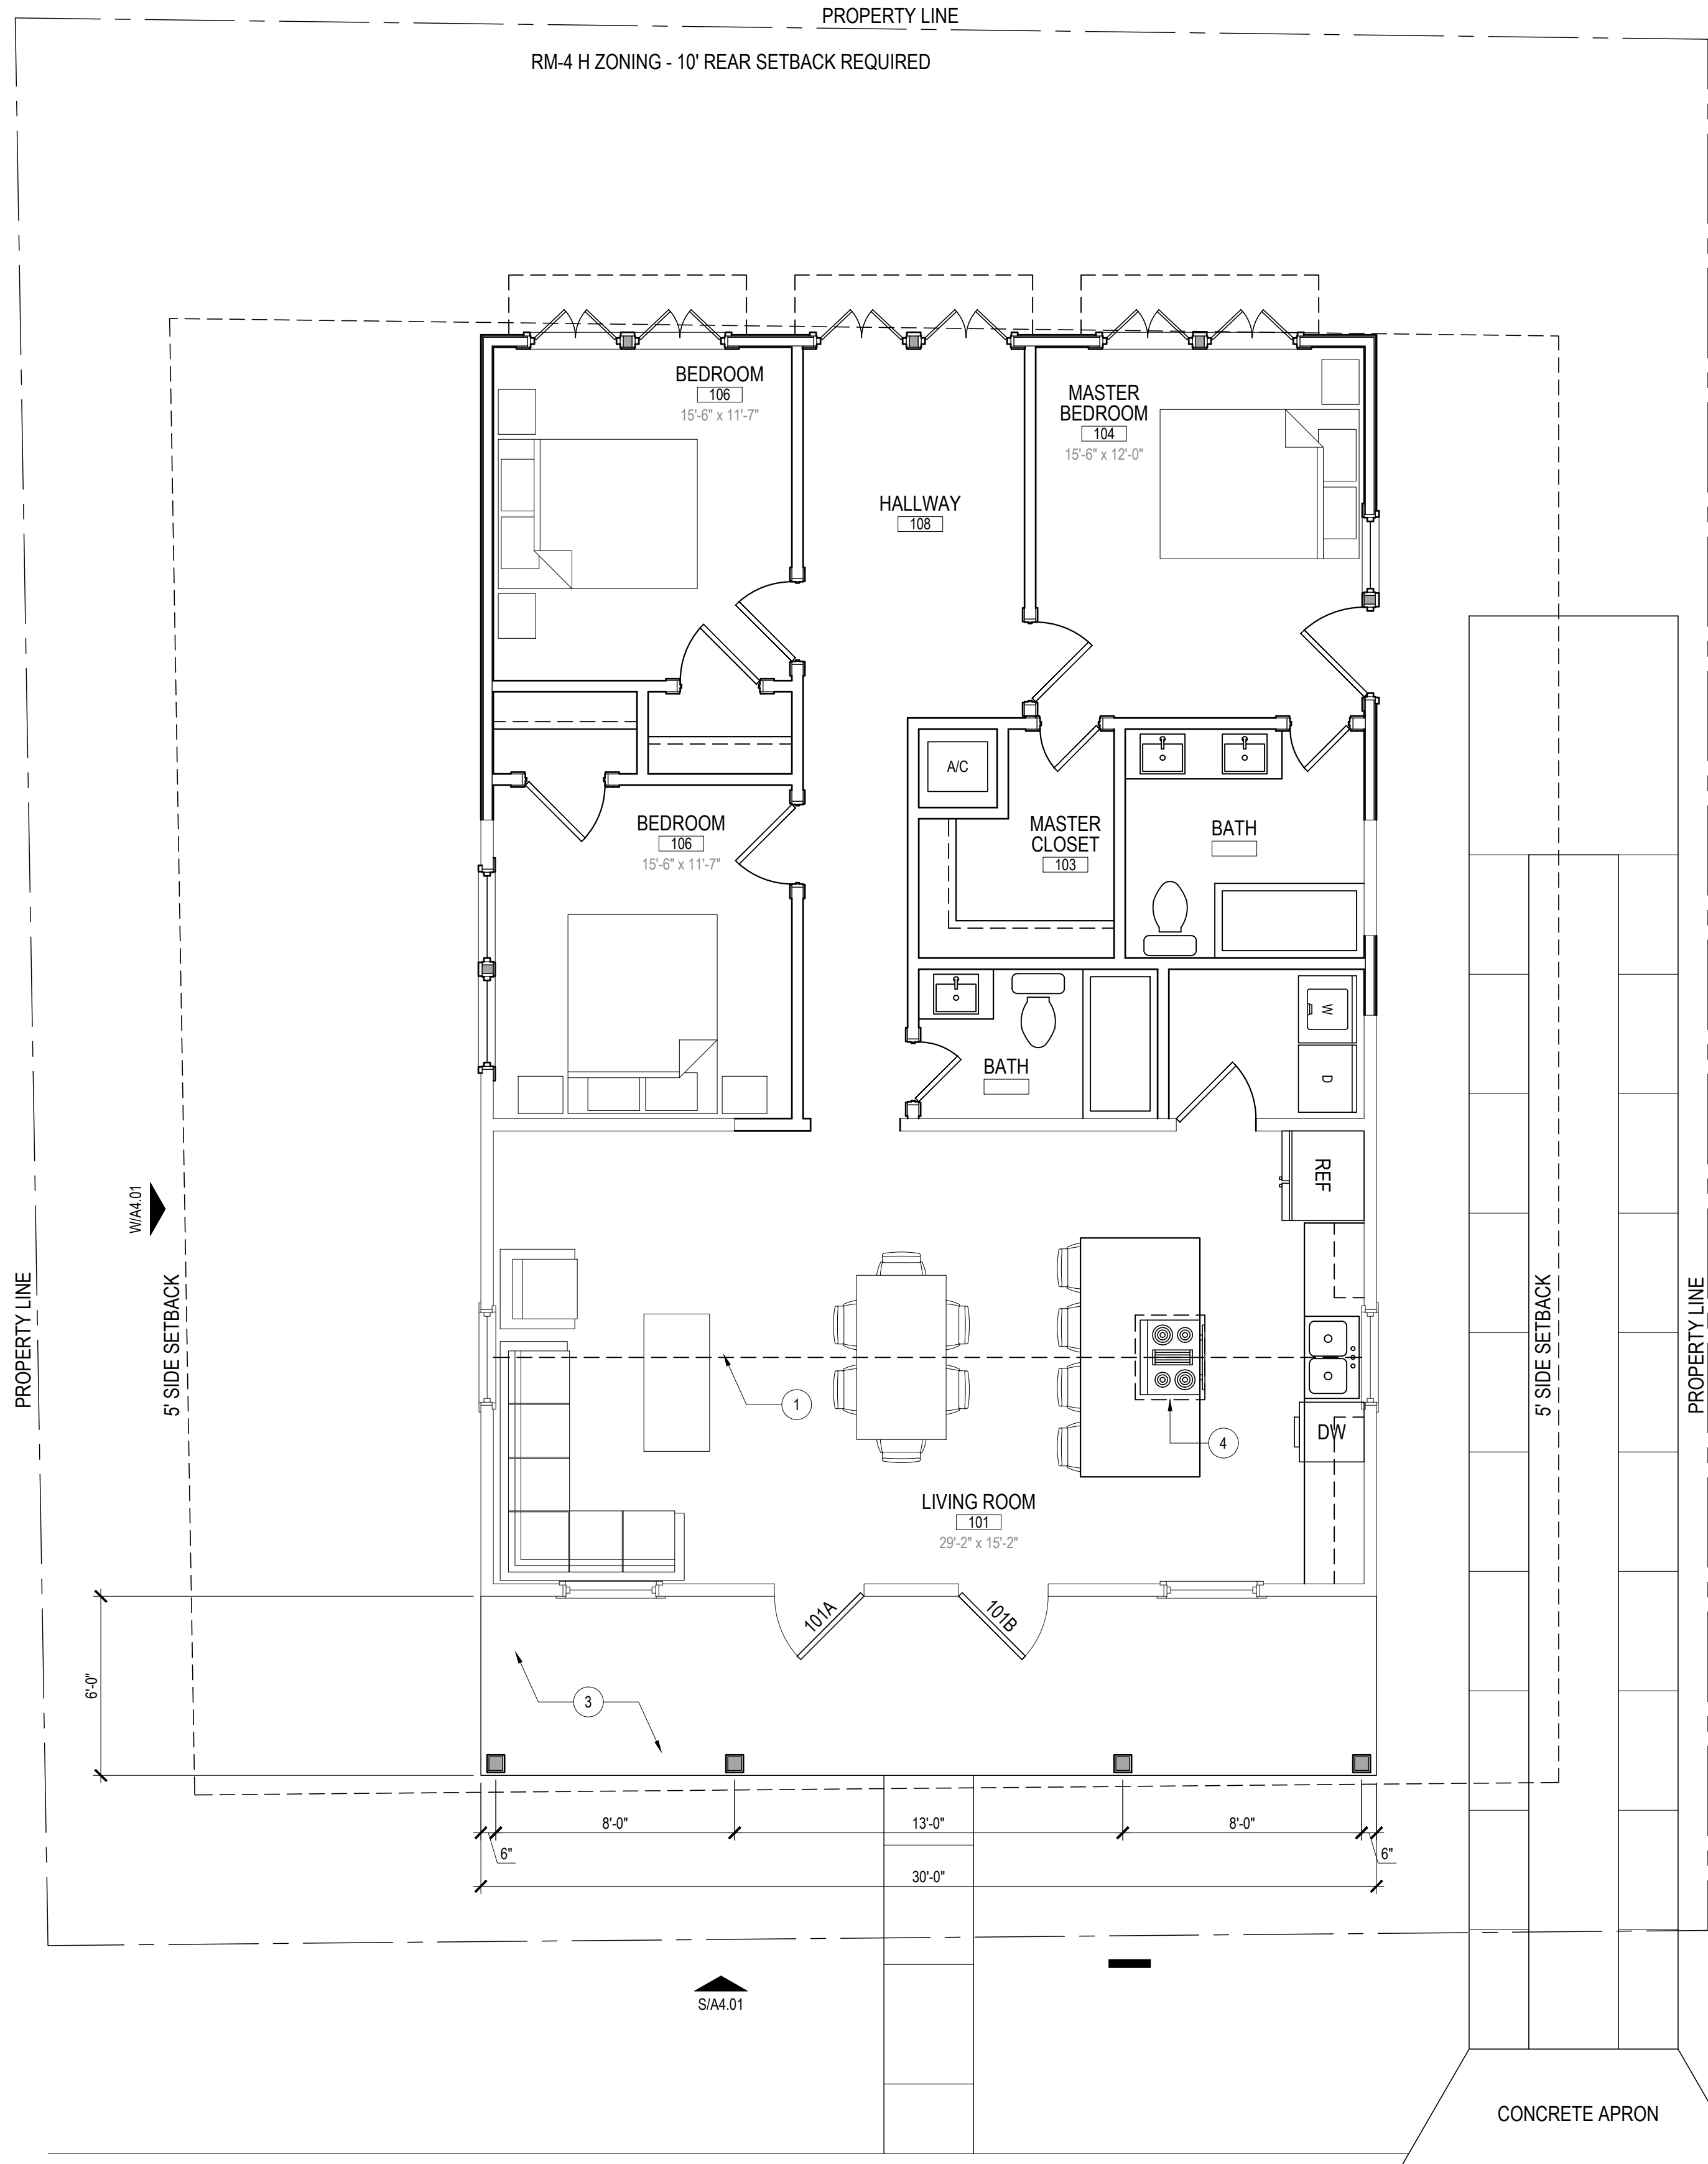 PROPERTY LINE
RM-4 H ZONING - 10' REAR SETBACK REQUIRED
BEDROOM
106
15'-6" x 11'-7"
MASTER
BEDROOM
104
15'-6" x 12'-0"
HALLWAY
108
A/C
BEDROOM
106
15'-6" x 11'-7"
MASTER
CLOSET
103
BATH
W
BATH
D
REF
W/A4.01
PROPERTY LINE
5' SIDE SETBACK
5' SIDE SETBACK
PROPERTY LINE
1
4
DW
LIVING ROOM
101
29'-2" x 15'-2"
101A
101B
6'-0"
3
8'-0"
13'-0"
8'-0"
6"
6"
30'-0"
S/A4.01
CONCRETE APRON